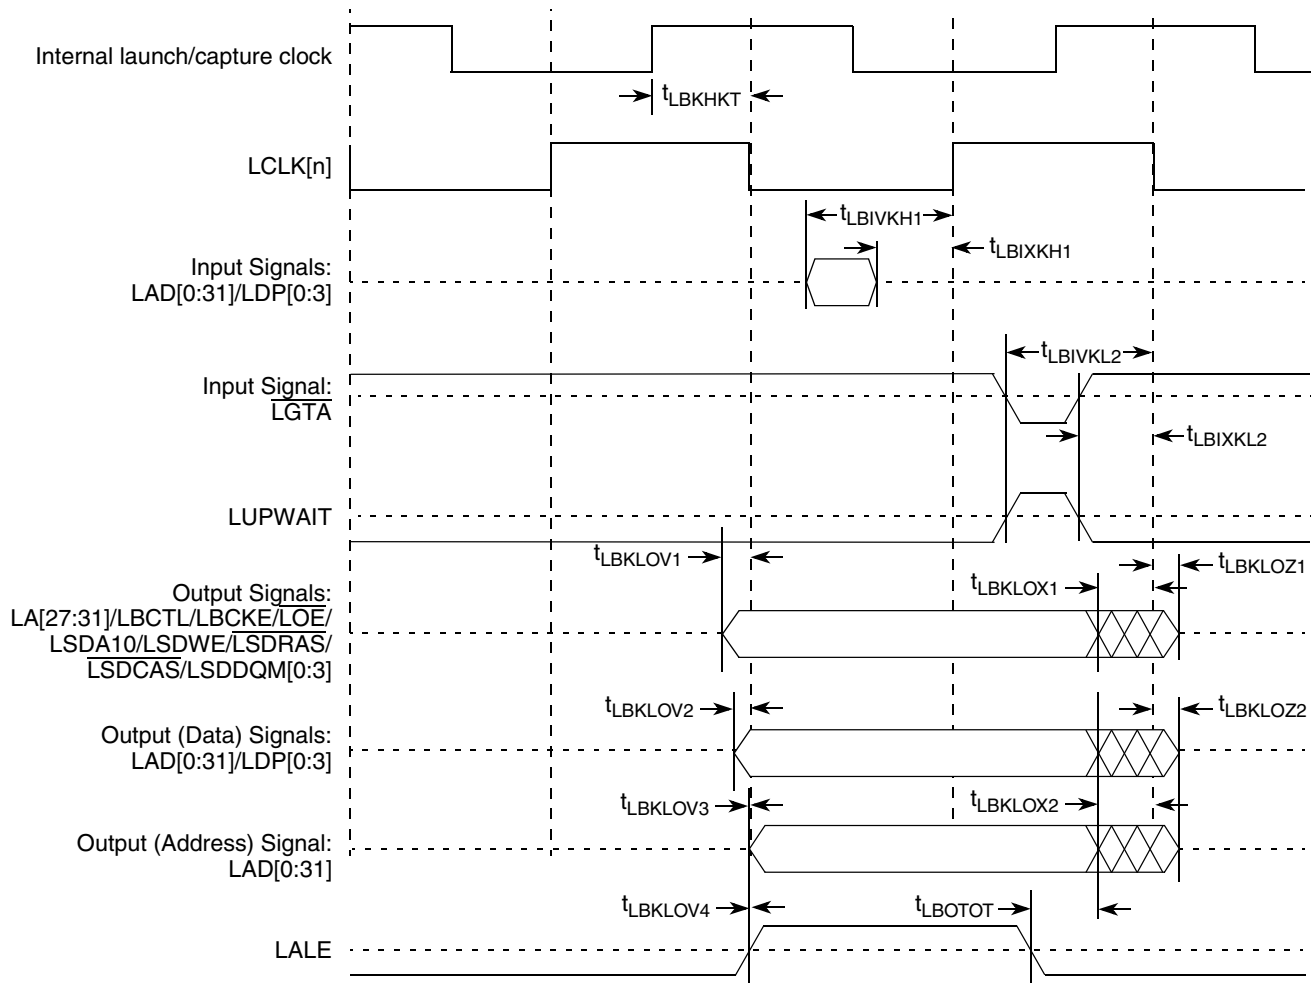 Internal launch/capture clock
tLBKHKT
LCLK[n]
tLBIVKH1
tLBIXKH1
Input Signals:
LAD[0:31]/LDP[0:3]
tLBIVKL2
Input Signal:
LGTA
tLBIXKL2
LUPWAIT
tLBKLOV1
tLBKLOZ1
tLBKLOX1
Output Signals:
LA[27:31]/LBCTL/LBCKE/LOE/
LSDA10/LSDWE/LSDRAS/
LSDCAS/LSDDQM[0:3]
tLBKLOV2
tLBKLOZ2
Output (Data) Signals:
LAD[0:31]/LDP[0:3]
tLBKLOV3
tLBKLOX2
Output (Address) Signal:
LAD[0:31]
tLBKLOV4
tLBOTOT
LALE